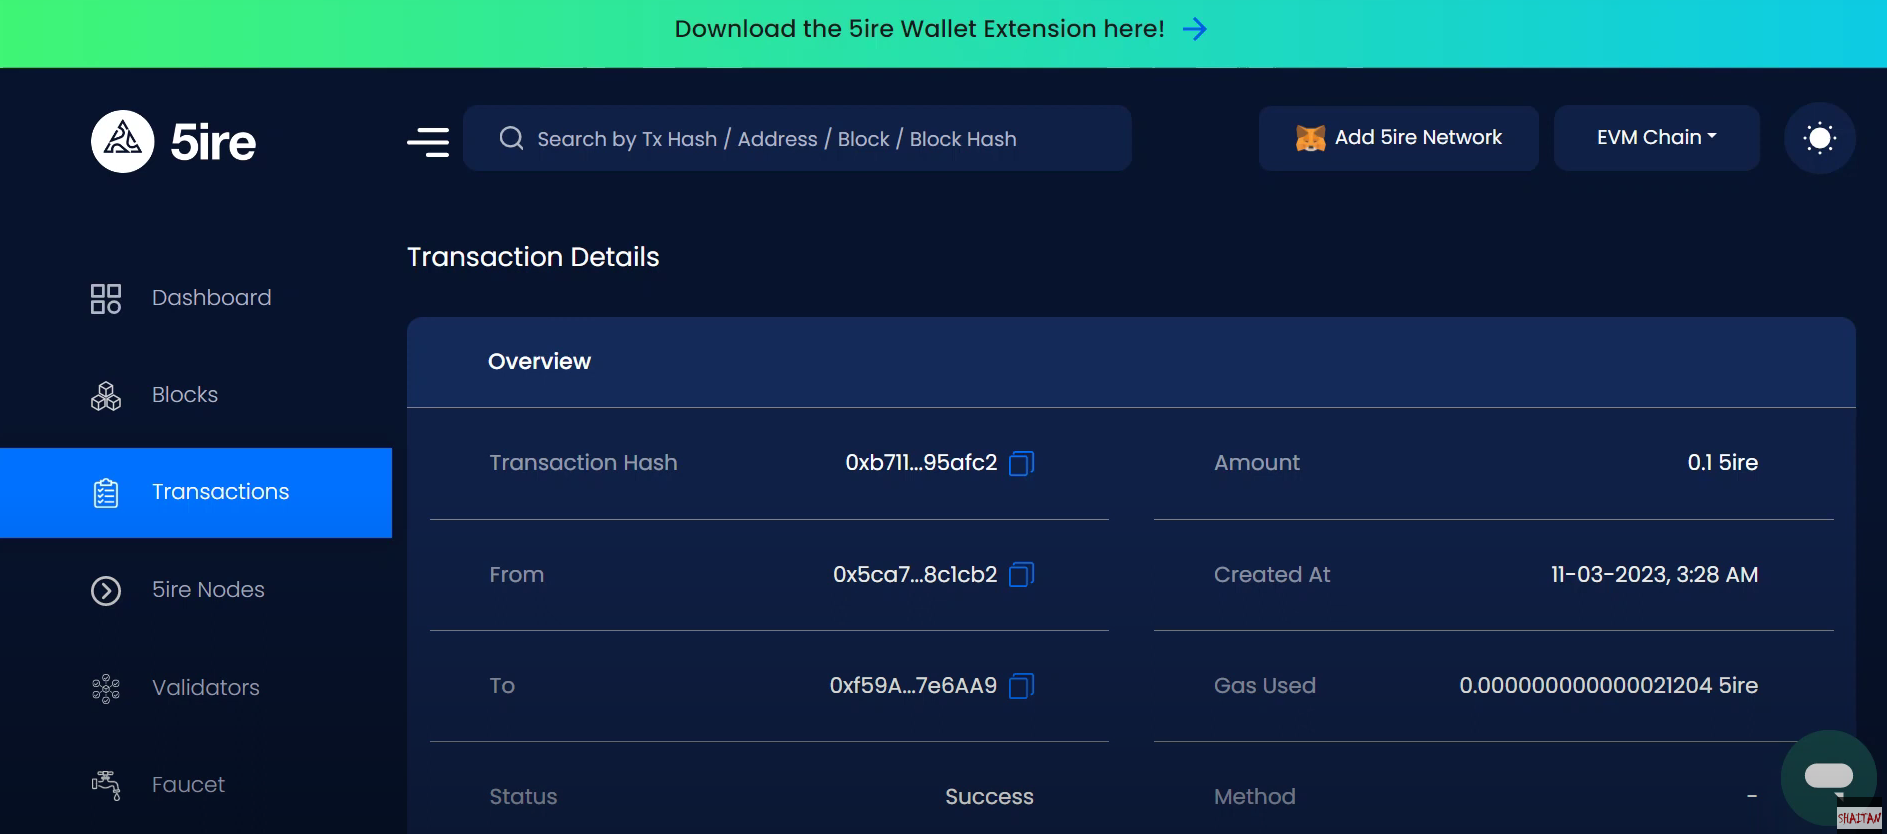 Download the 5ire Wallet Extension here!
5ire
Search by Tx Hash / Address / Block / Block Hash
Add 5ire Network
EVM Chain
Transaction Details
Dashboard
Blocks
Transactions
5ire Nodes
Validators
Faucet
Overview
Transaction Hash 0xb711...95afc2
Amount 0.1 5ire
From 0x5ca7...8c1cb2
Created At 11-03-2023, 3:28 AM
To 0xf59A...7e6AA9
Gas Used 0.000000000000021204 5ire
Status Success
Method -
SHAITAN